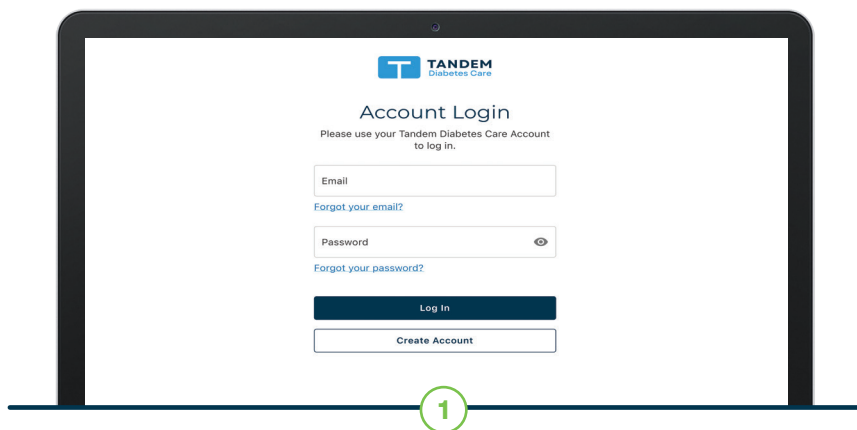 TANDEM
Diabetes Care
Account Login
Please use your Tandem Diabetes Care Account
to log in.
Email
Forgot your email?
Password
Forgot your password?
Log In
Create Account
1